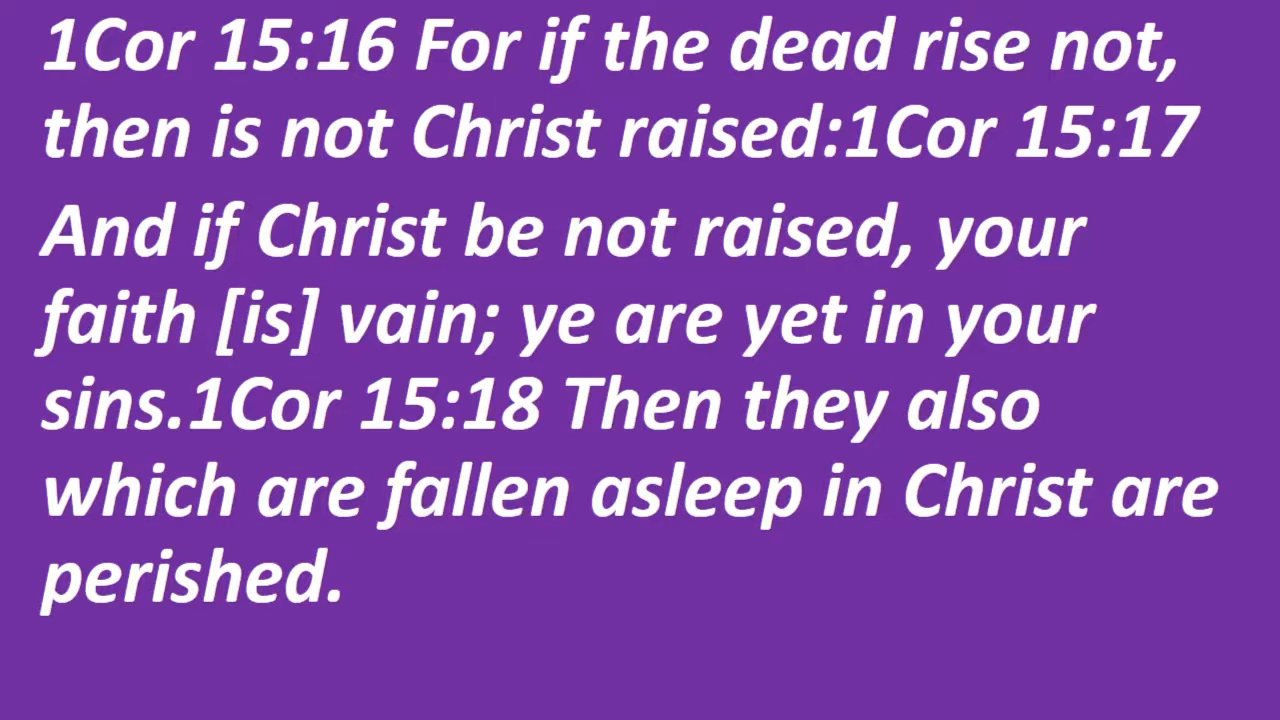 1Cor 15:16 For if the dead rise not,
then is not Christ raised:1Cor 15:17
And if Christ be not raised, your
faith [is] vain; ye are yet in your
sins.1Cor 15:18 Then they also
which are fallen asleep in Christ are
perished.